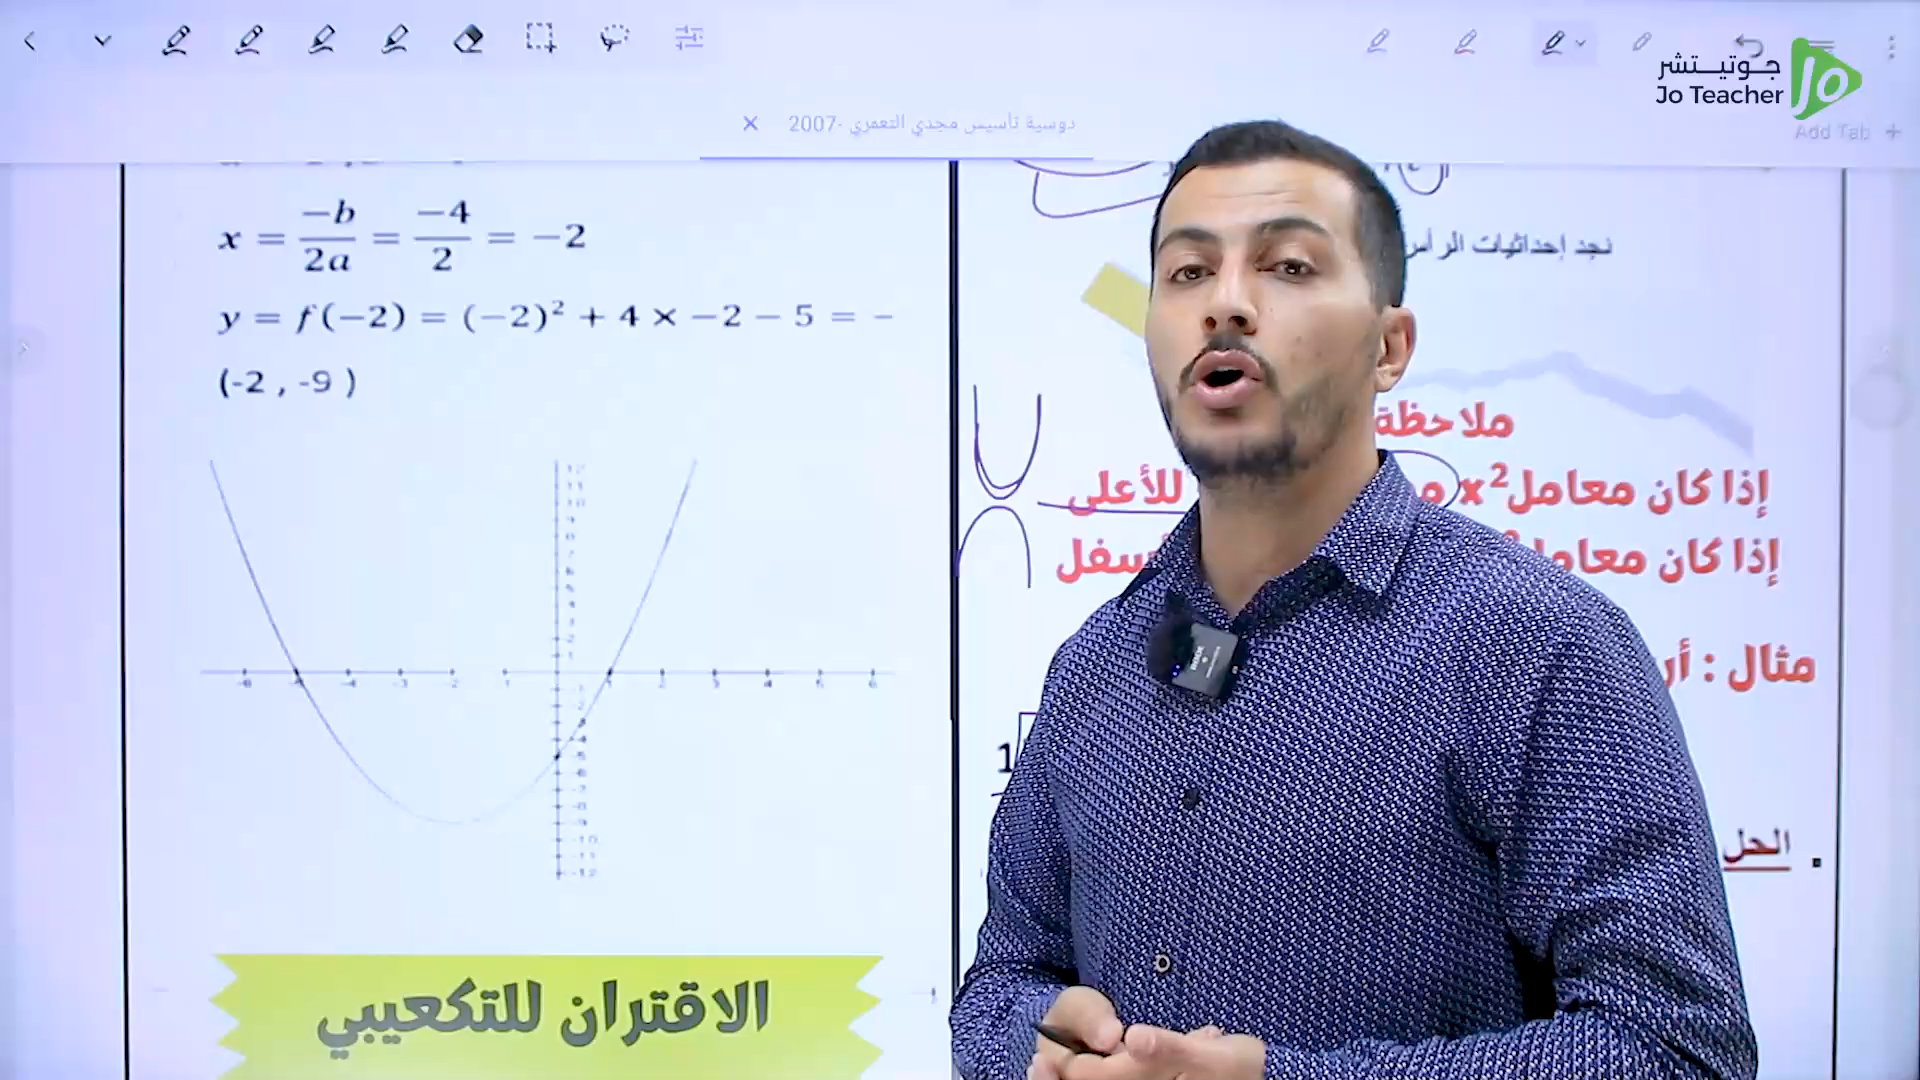 جوتيتشر
Jo Teacher
Jo
Add Tab +
× دوسية تأسيس مجدي التعمري -2007
x = -b/2a = -4/2 = -2
y = f(-2) = (-2)² + 4 × -2 - 5 = -
(-2 , -9 )
الاقتران للتكعيبي
نجد إحداثيات الرأس
ملاحظة
إذا كان معامل x² للأعلى
إذا كان معامل
مثال :
1
الحل